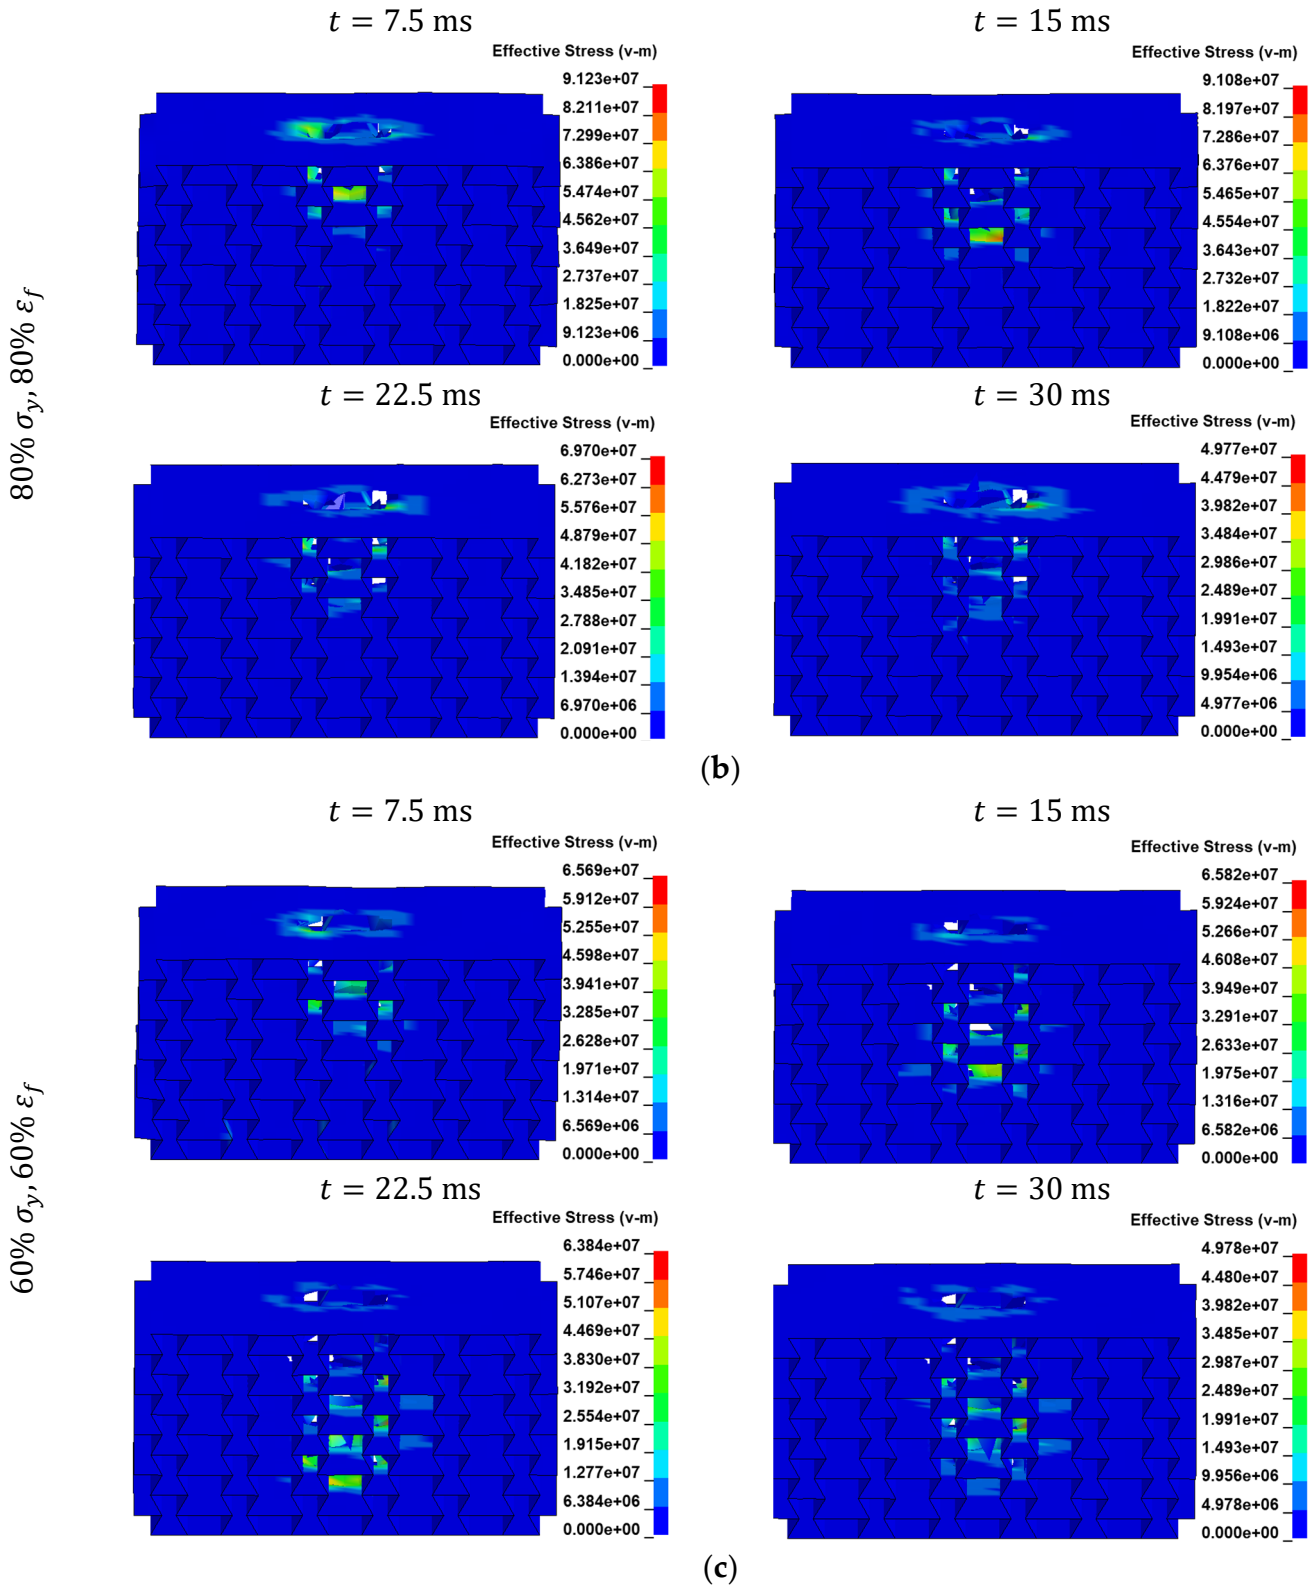 t = 7.5 ms
Effective Stress (v-m)
9.123e+07
8.211e+07
7.299e+07
6.386e+07
5.474e+07
4.562e+07
3.649e+07
2.737e+07
1.825e+07
9.123e+06
0.000e+00
t = 15 ms
Effective Stress (v-m)
9.108e+07
8.197e+07
7.286e+07
6.376e+07
5.465e+07
4.554e+07
3.643e+07
2.732e+07
1.822e+07
9.108e+06
0.000e+00
80% σy, 80% εf
t = 22.5 ms
Effective Stress (v-m)
6.970e+07
6.273e+07
5.576e+07
4.879e+07
4.182e+07
3.485e+07
2.788e+07
2.091e+07
1.394e+07
6.970e+06
0.000e+00
t = 30 ms
Effective Stress (v-m)
4.977e+07
4.479e+07
3.982e+07
3.484e+07
2.986e+07
2.489e+07
1.991e+07
1.493e+07
9.954e+06
4.977e+06
0.000e+00
(b)
t = 7.5 ms
Effective Stress (v-m)
6.569e+07
5.912e+07
5.255e+07
4.598e+07
3.941e+07
3.285e+07
2.628e+07
1.971e+07
1.314e+07
6.569e+06
0.000e+00
t = 15 ms
Effective Stress (v-m)
6.582e+07
5.924e+07
5.266e+07
4.608e+07
3.949e+07
3.291e+07
2.633e+07
1.975e+07
1.316e+07
6.582e+06
0.000e+00
60% σy, 60% εf
t = 22.5 ms
Effective Stress (v-m)
6.384e+07
5.746e+07
5.107e+07
4.469e+07
3.830e+07
3.192e+07
2.554e+07
1.915e+07
1.277e+07
6.384e+06
0.000e+00
t = 30 ms
Effective Stress (v-m)
4.978e+07
4.480e+07
3.982e+07
3.485e+07
2.987e+07
2.489e+07
1.991e+07
1.493e+07
9.956e+06
4.978e+06
0.000e+00
(c)